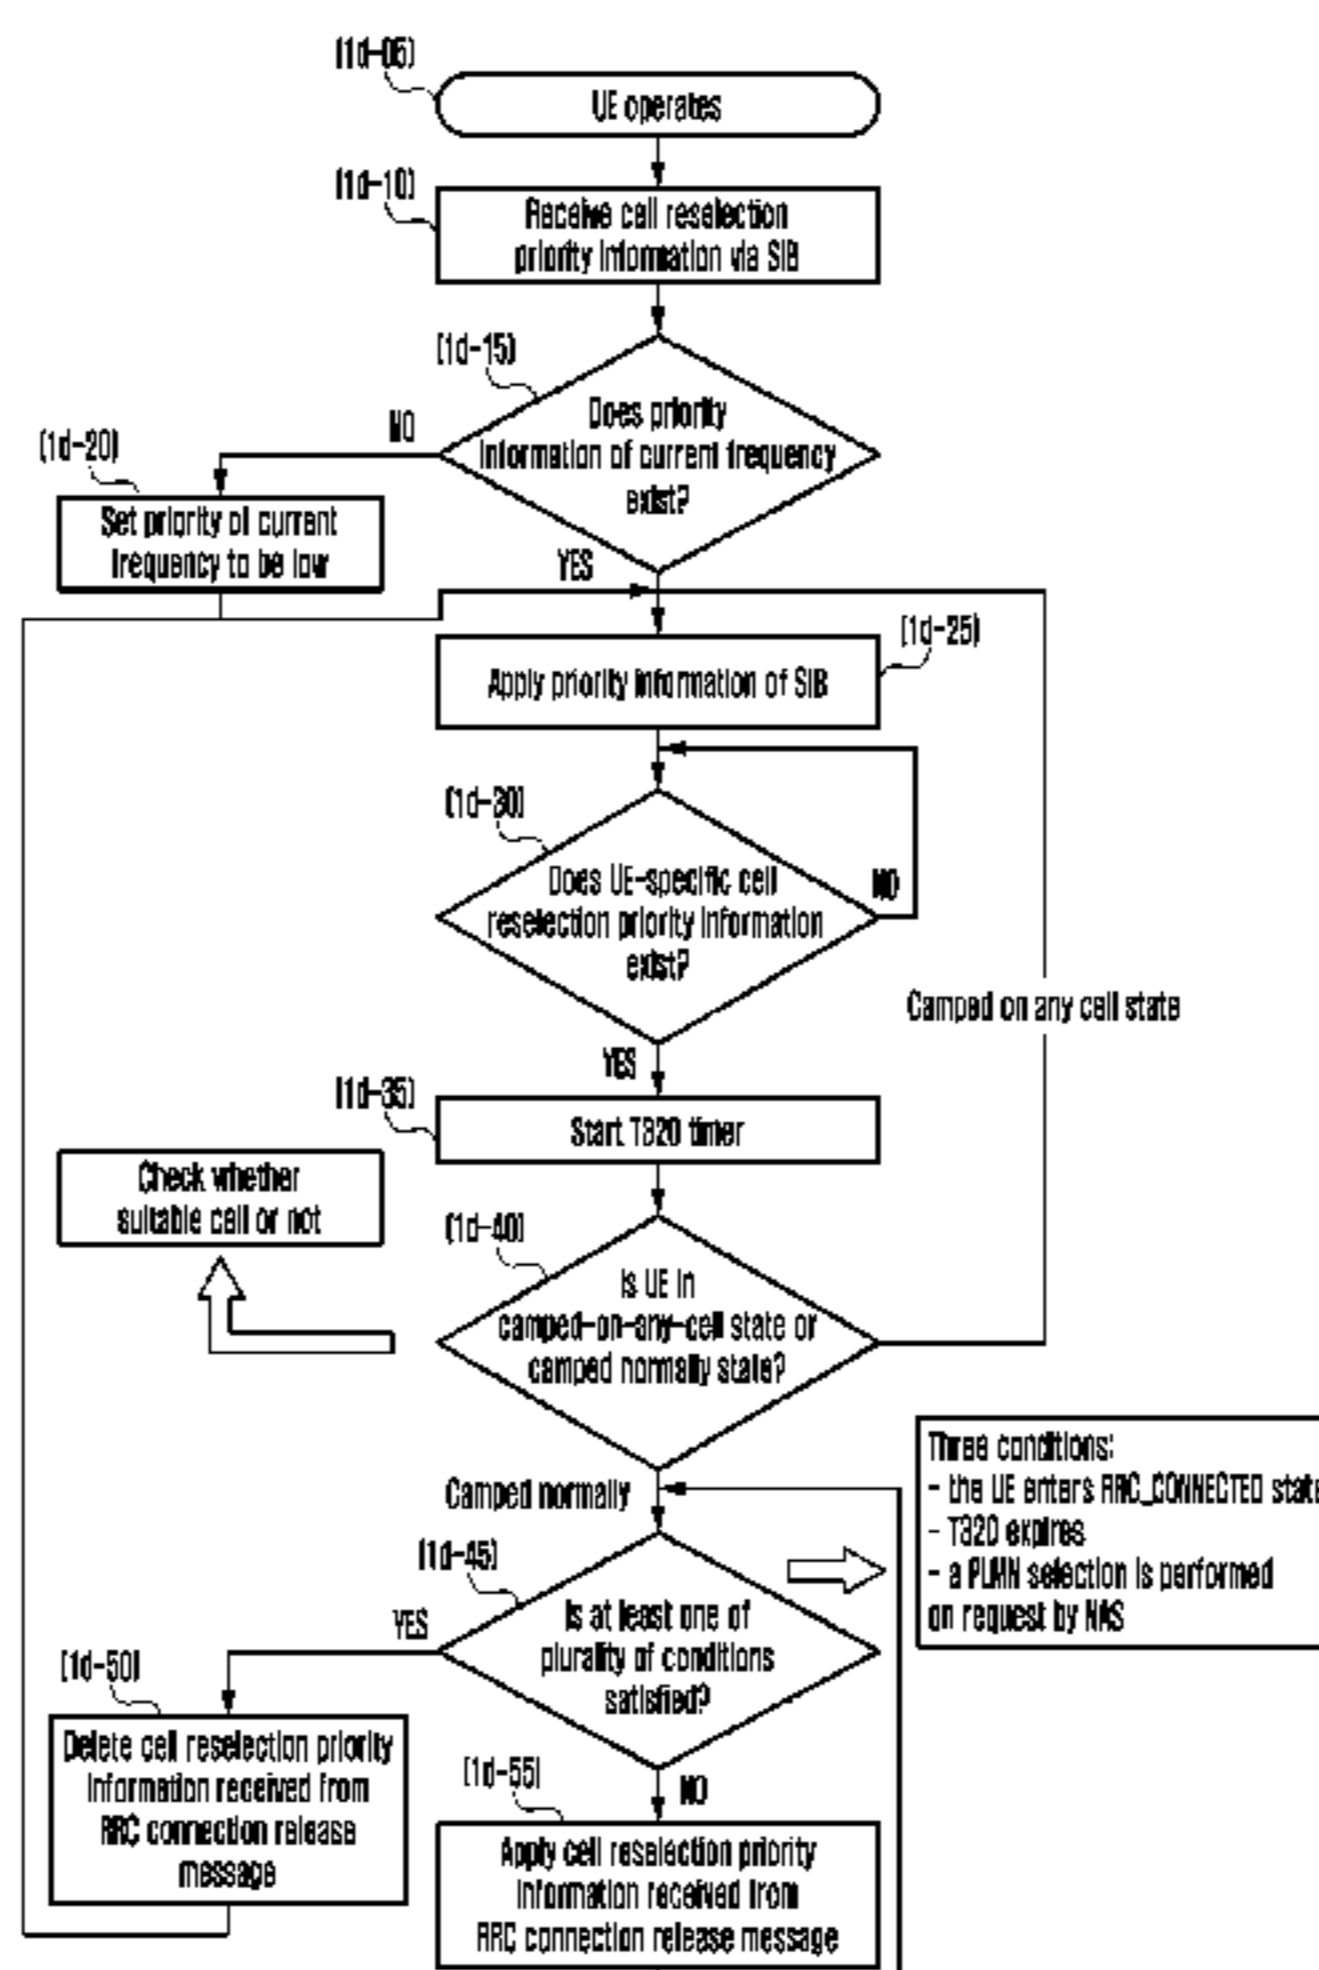 (1d-05)
UE operates
(1d-10)
Receive cell reselection
priority information via SIB
(1d-15)
Does priority
information of current frequency
exist?
NO
(1d-20)
Set priority of current
frequency to be low
YES
(1d-25)
Apply priority information of SIB
(1d-30)
Does UE-specific cell
reselection priority information
exist?
NO
Camped on any cell state
YES
(1d-35)
Start T320 timer
Check whether
suitable cell or not
(1d-40)
Is UE in
camped-on-any-cell state or
camped normally state?
Three conditions:
- the UE enters RRC_CONNECTED state
- T320 expires
- a PLMN selection is performed
on request by NAS
Camped normally
(1d-45)
Is at least one of
plurality of conditions
satisfied?
YES
(1d-50)
Delete cell reselection priority
information received from
RRC connection release
message
NO
(1d-55)
Apply cell reselection priority
information received from
RRC connection release message